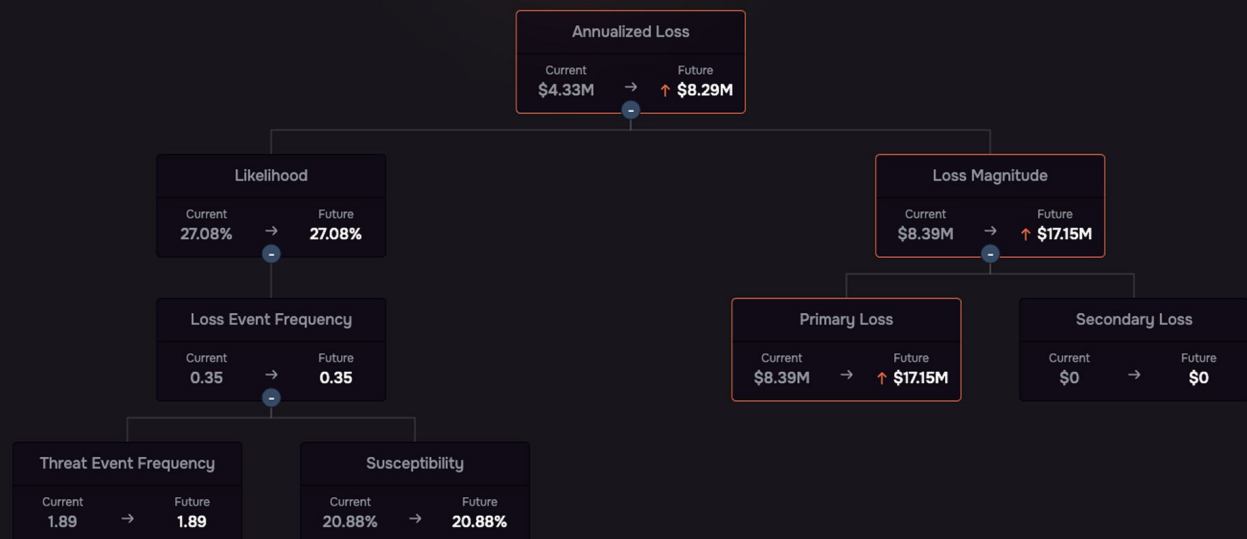 Annualized Loss
Current Future
$4.33M → ↑ $8.29M
-
Likelihood
Current Future
27.08% → 27.08%
-
Loss Magnitude
Current Future
$8.39M → ↑ $17.15M
-
Loss Event Frequency
Current Future
0.35 → 0.35
-
Primary Loss
Current Future
$8.39M → ↑ $17.15M
Secondary Loss
Current Future
$0 → $0
Threat Event Frequency
Current Future
1.89 → 1.89
Susceptibility
Current Future
20.88% → 20.88%